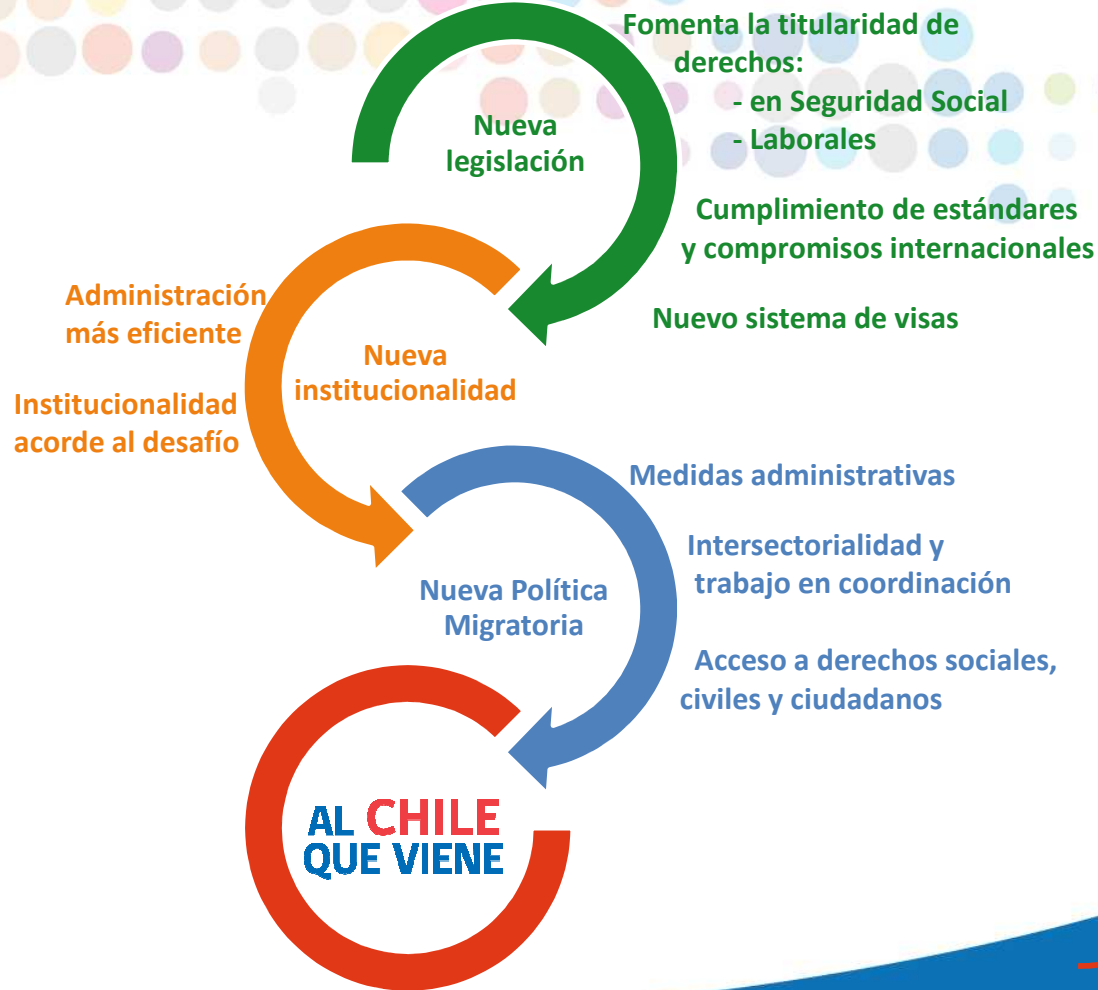 Fomenta la titularidad de
derechos:
- en Seguridad Social
- Laborales
Nueva
legislación
Cumplimiento de estándares
y compromisos internacionales
Nuevo sistema de visas
Administración
más eficiente
Nueva
institucionalidad
Institucionalidad
acorde al desafío
Medidas administrativas
Intersectorialidad y
trabajo en coordinación
Nueva Política
Migratoria
Acceso a derechos sociales,
civiles y ciudadanos
AL CHILE
QUE VIENE